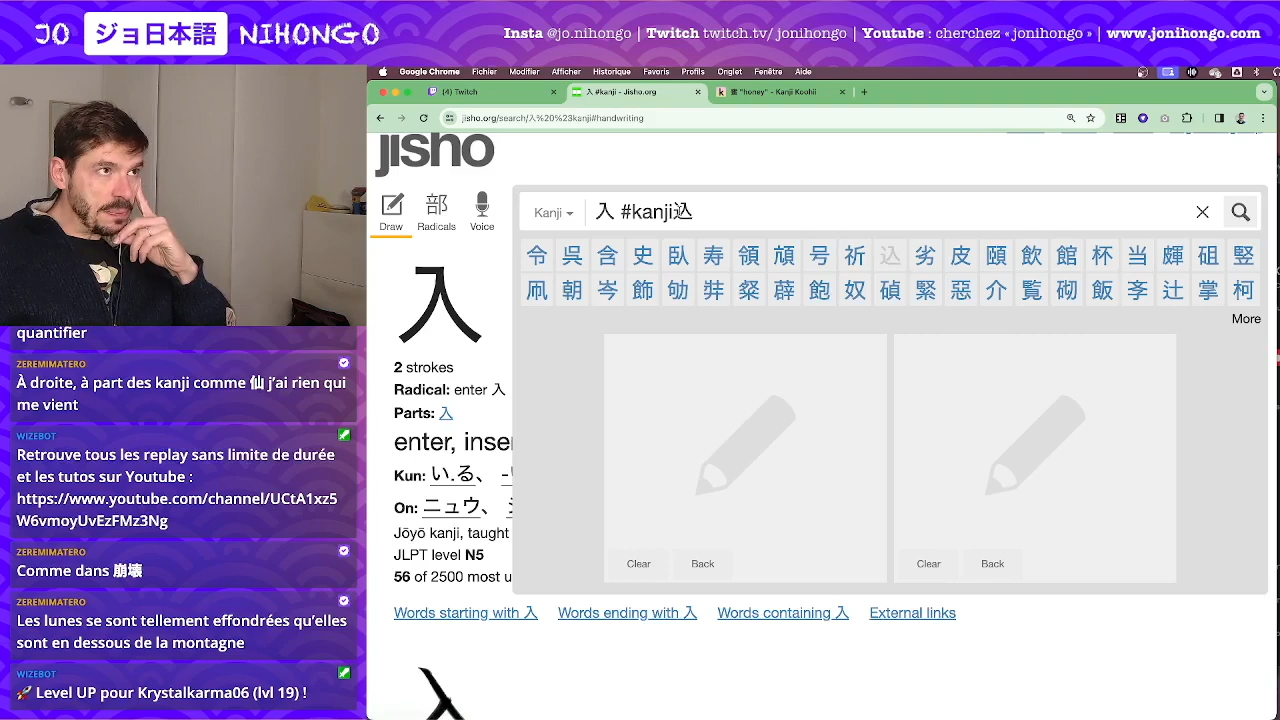 JO ジョ日本語 NIHONGO
Insta @jo.nihongo | Twitch twitch.tv/ jonihongo | Youtube : cherchez « jonihongo » | www.jonihongo.com
Google Chrome Fichier Modifier Afficher Historique Favoris Profils Onglet Fenêtre Aide
(4) Twitch
入 #kanji - Jisho.org
"honey" - Kanji Koohii
jisho.org/search/入%20%23kanji#handwriting
jisho
Draw
部
Radicals
Voice
Kanji
入 #kanji込
令 呉 含 史 臥 寿 領 頏 号 祈 込 劣 皮 頤 飲 館 杯 当 砠 堅
凧 朝 岑 飾 劬 弉 粲 薜 飽 奴 碵 緊 惡 介 覧 砌 飯 李 辻 掌 柯
More
Clear
Back
Clear
Back
入
2 strokes
Radical: enter 入
Parts: 入
enter, inser
Kun: い.る、
On: ニュウ、
Jōyō kanji, taught
JLPT level N5
56 of 2500 most u
Words starting with 入
Words ending with 入
Words containing 入
External links
入
quantifier
ZEREMIMATERO
À droite, à part des kanji comme 仙 j’ai rien qui
me vient
WIZEBOT
Retrouve tous les replay sans limite de durée
et les tutos sur Youtube :
https://www.youtube.com/channel/UCtA1xz5
W6vmoyUvEzFMz3Ng
ZEREMIMATERO
Comme dans 崩壊
ZEREMIMATERO
Les lunes se sont tellement effondrées qu’elles
sont en dessous de la montagne
WIZEBOT
🚀 Level UP pour Krystalkarma06 (lvl 19) !